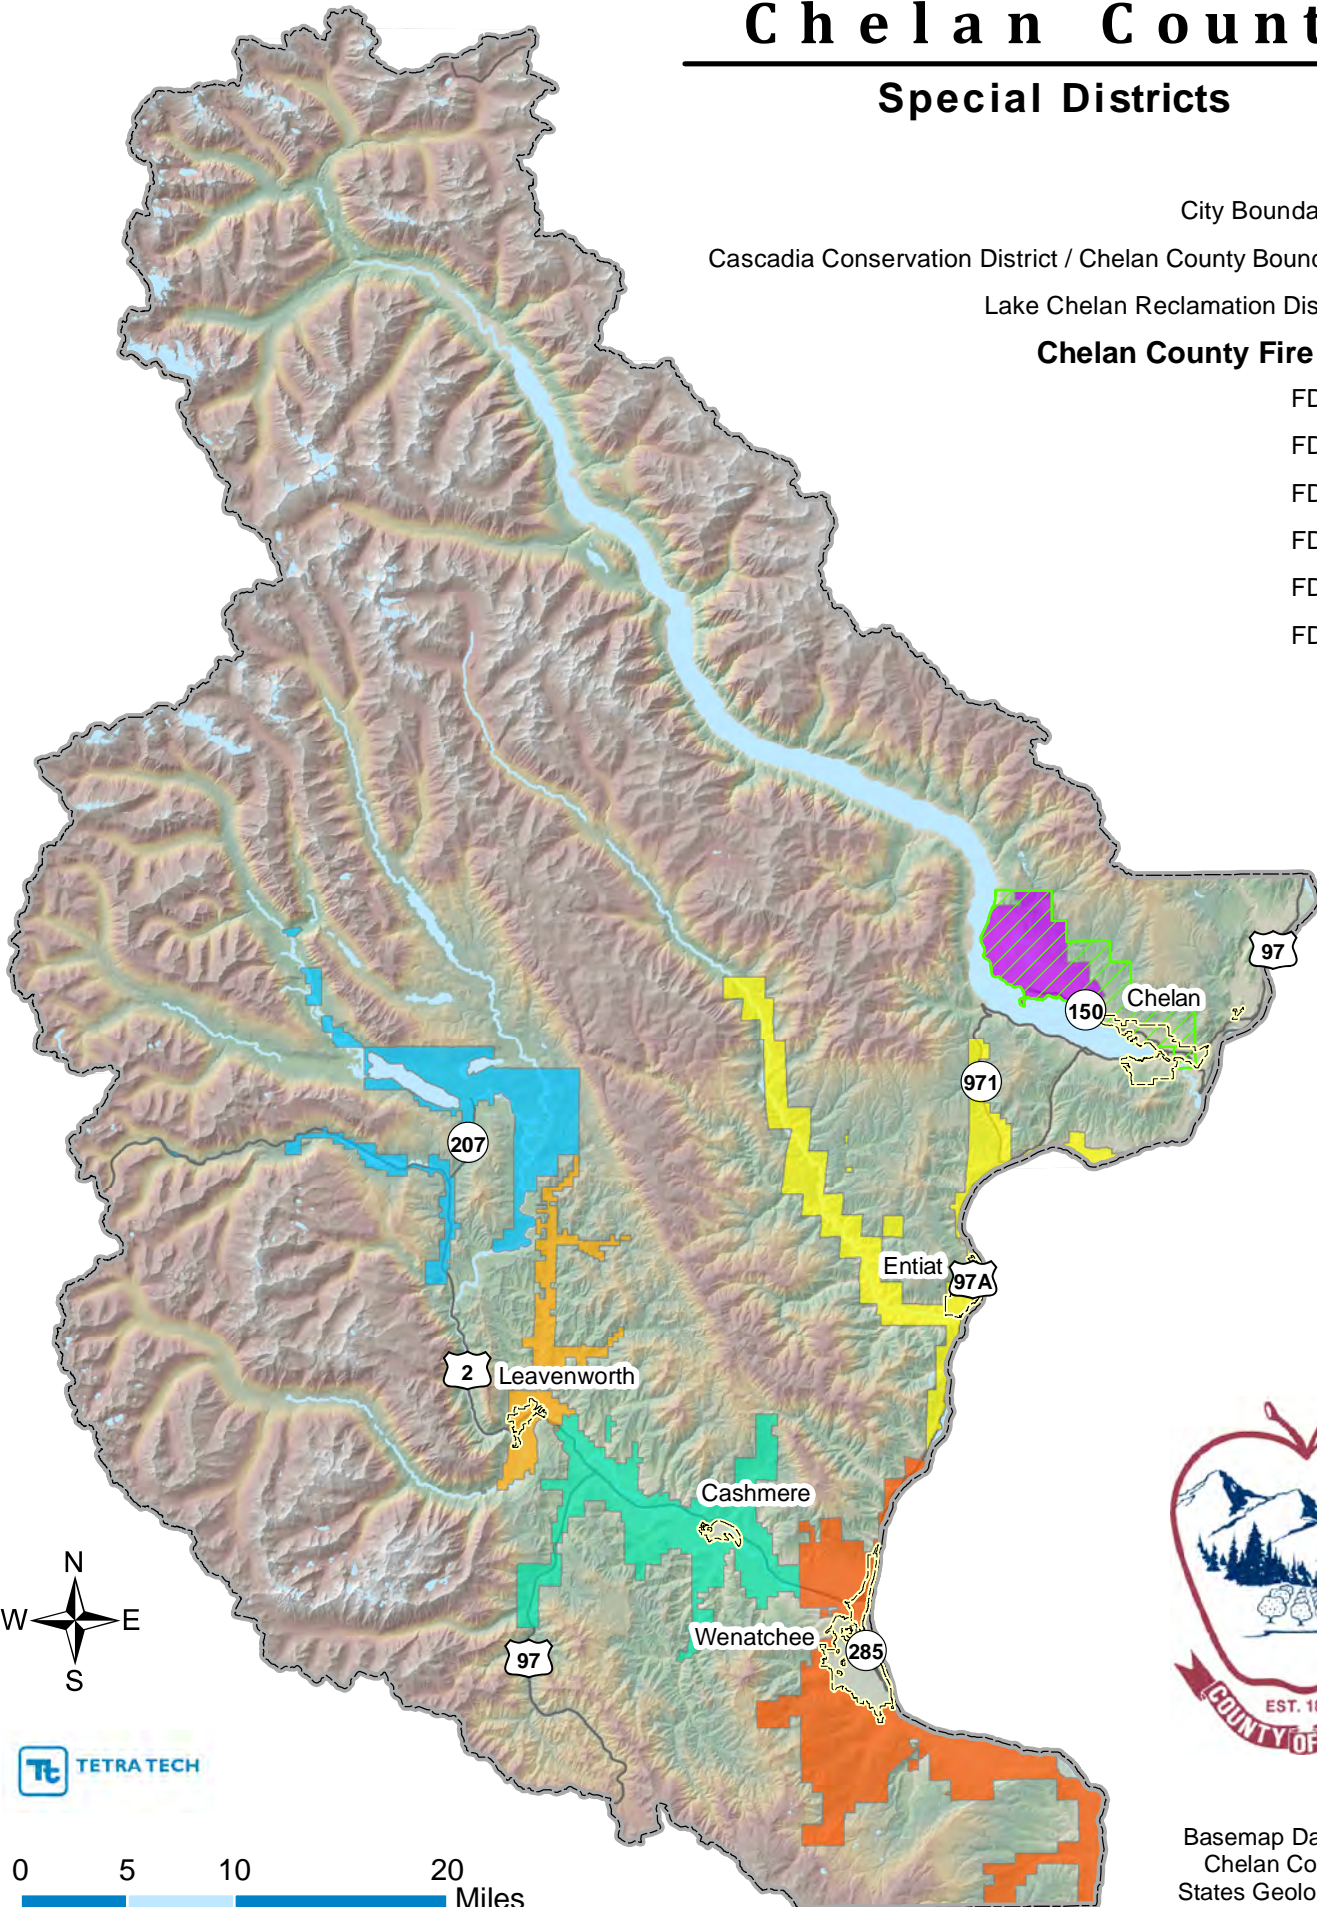 Chelan Count
Special Districts
City Bounda
Cascadia Conservation District / Chelan County Bound
Lake Chelan Reclamation Dis
Chelan County Fire
FD
FD
FD
FD
FD
FD
97
150
Chelan
971
207
Entiat
97A
2
Leavenworth
Cashmere
Wenatchee
285
97
N
W
E
S
EST. 18
COUNTY OF
TETRA TECH
0 5 10 20
Miles
Basemap Da
Chelan Co
States Geolo